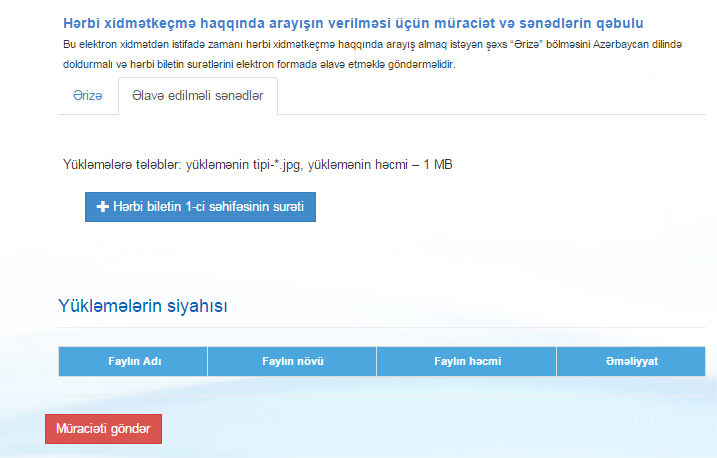 Hərbi xidmətkeçmə haqqında arayışın verilməsi üçün müraciət və sənədlərin qəbulu
Bu elektron xidmətdən istifadə zamanı hərbi xidmətkeçmə haqqında arayış almaq istəyən şəxs “Ərizə” bölməsini Azərbaycan dilində
doldurmalı və hərbi biletin surətlərini elektron formada əlavə etməklə göndərməlidir.
Ərizə Əlavə edilməli sənədlər
Yükləmələrə tələblər: yükləmənin tipi-*.jpg, yükləmənin həcmi – 1 MB
+ Hərbi biletin 1-ci səhifəsinin surəti
Yükləmələrin siyahısı
Faylın Adı Faylın növü Faylın həcmi Əməliyyat
Müraciəti göndər